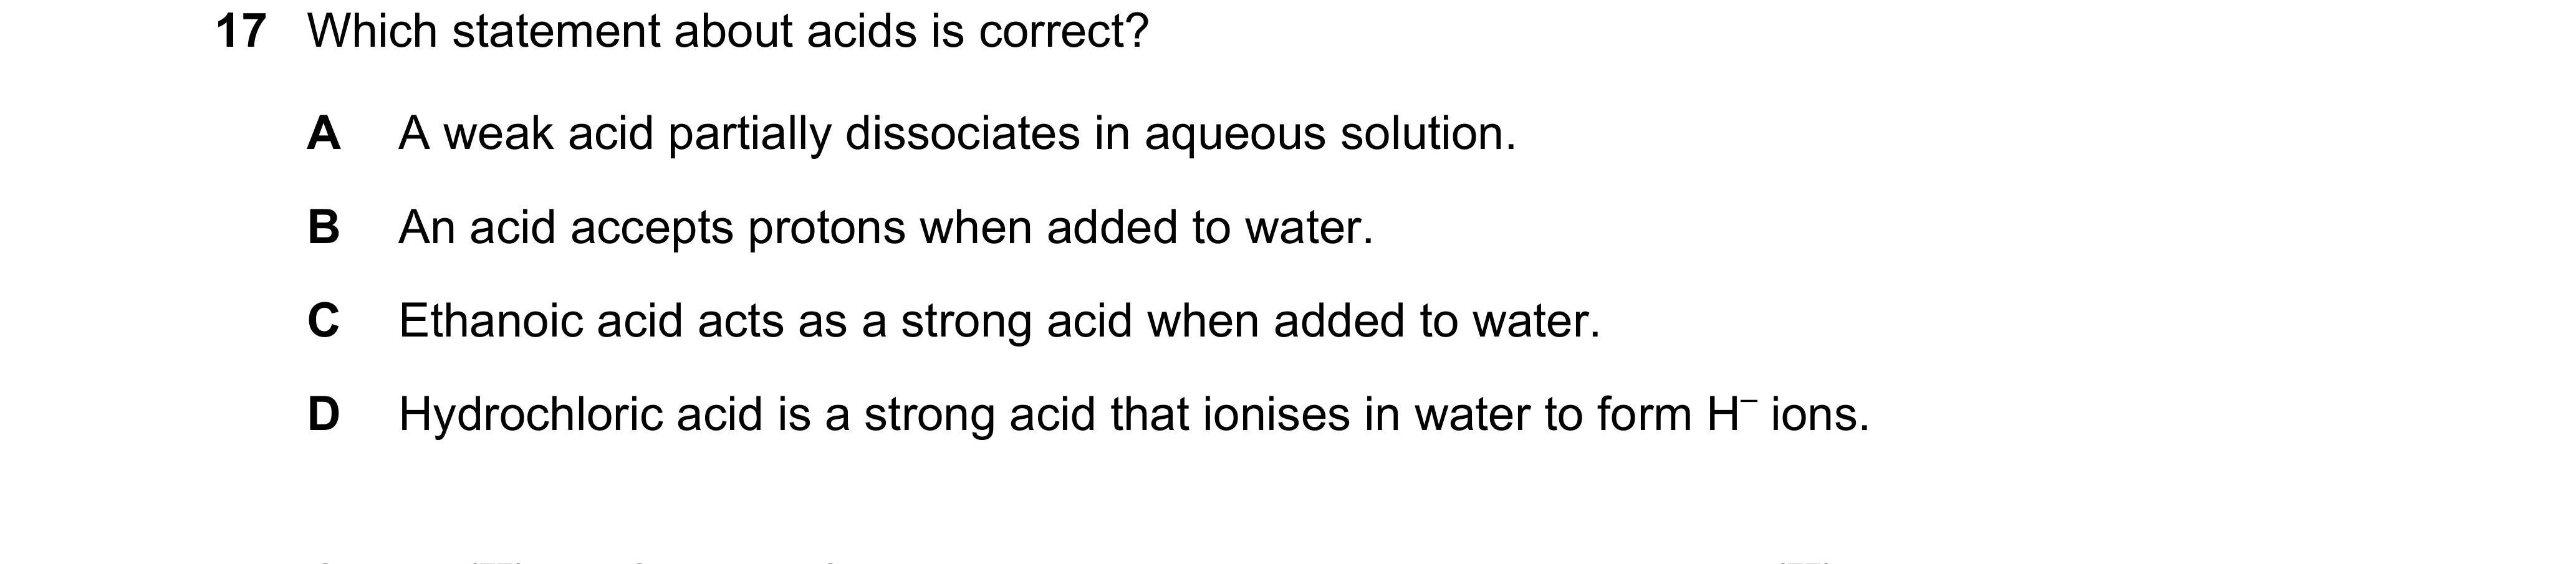 17 Which statement about acids is correct?
A A weak acid partially dissociates in aqueous solution.
B An acid accepts protons when added to water.
C Ethanoic acid acts as a strong acid when added to water.
D Hydrochloric acid is a strong acid that ionises in water to form H⁻ ions.